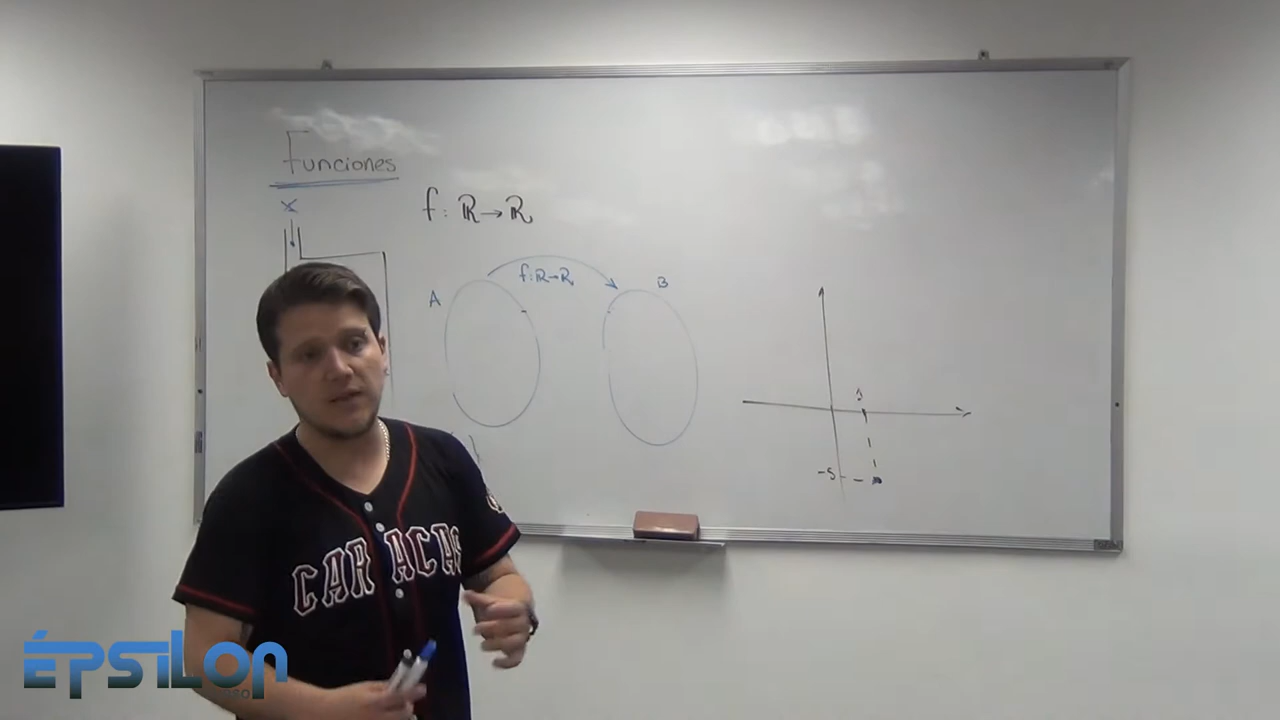 Funciones
x
f: ℝ→ℝ
f: ℝ→ℝ
A
B
-5
CARACAS
ÉPSILON